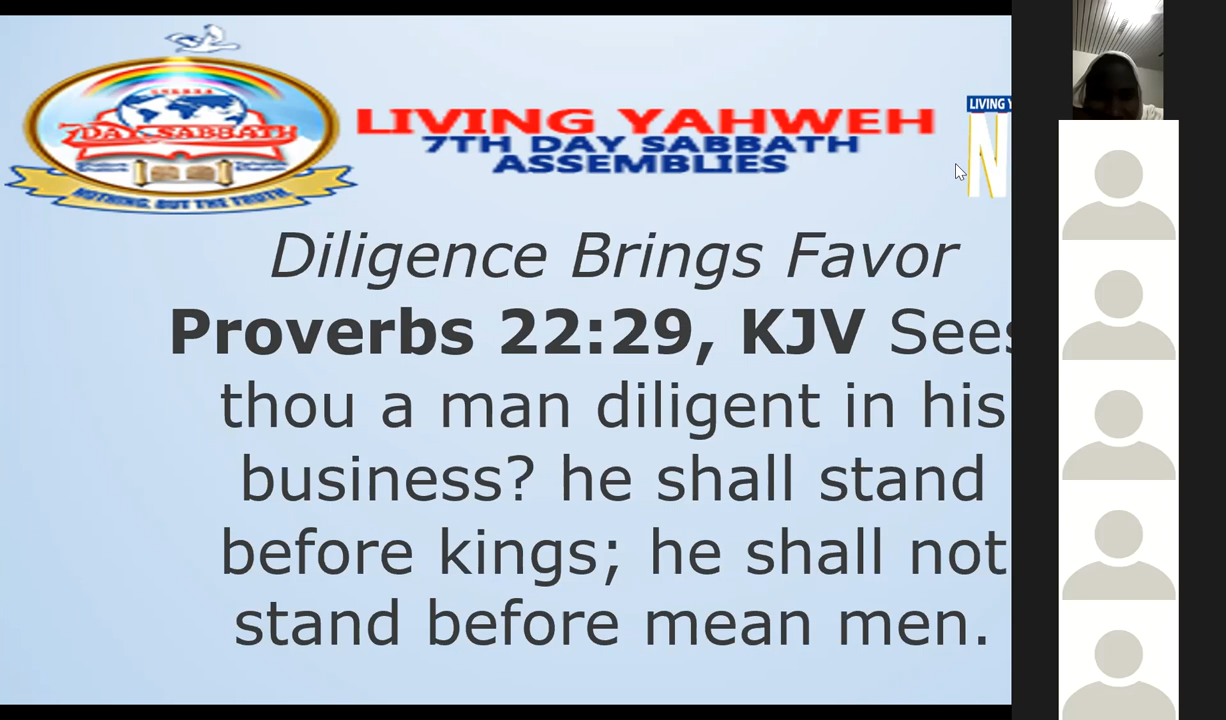 7DAY SABBATH
NOTHING BUT THE TRUTH
LIVING YAHWEH
7TH DAY SABBATH
ASSEMBLIES
LIVING Y
N
Diligence Brings Favor
Proverbs 22:29, KJV Sees
thou a man diligent in his
business? he shall stand
before kings; he shall not
stand before mean men.